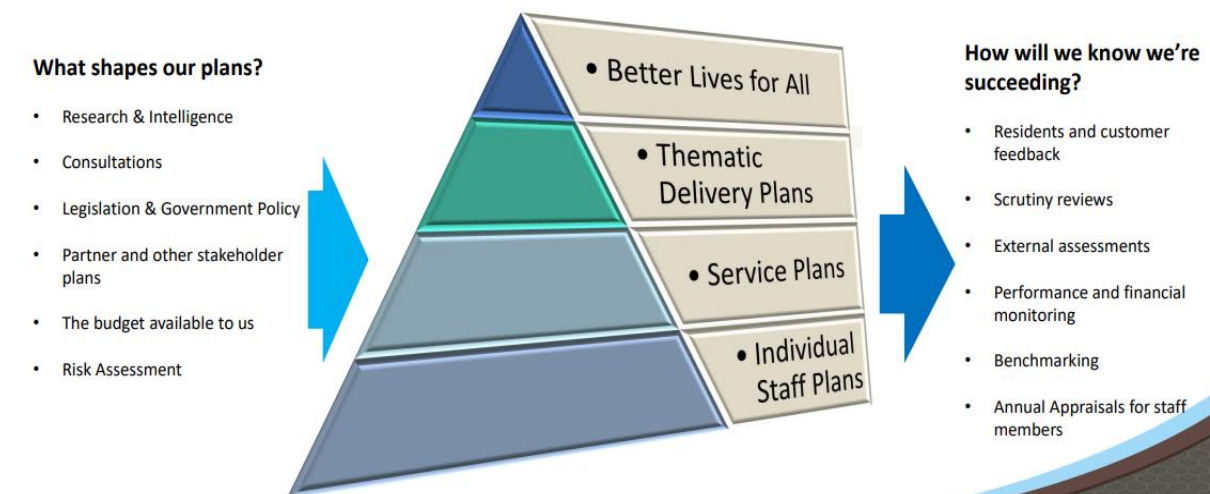 What shapes our plans?
• Research & Intelligence
• Consultations
• Legislation & Government Policy
• Partner and other stakeholder
plans
• The budget available to us
• Risk Assessment
• Better Lives for All
• Thematic
Delivery Plans
• Service Plans
• Individual
Staff Plans
How will we know we’re
succeeding?
• Residents and customer
feedback
• Scrutiny reviews
• External assessments
• Performance and financial
monitoring
• Benchmarking
• Annual Appraisals for staff
members